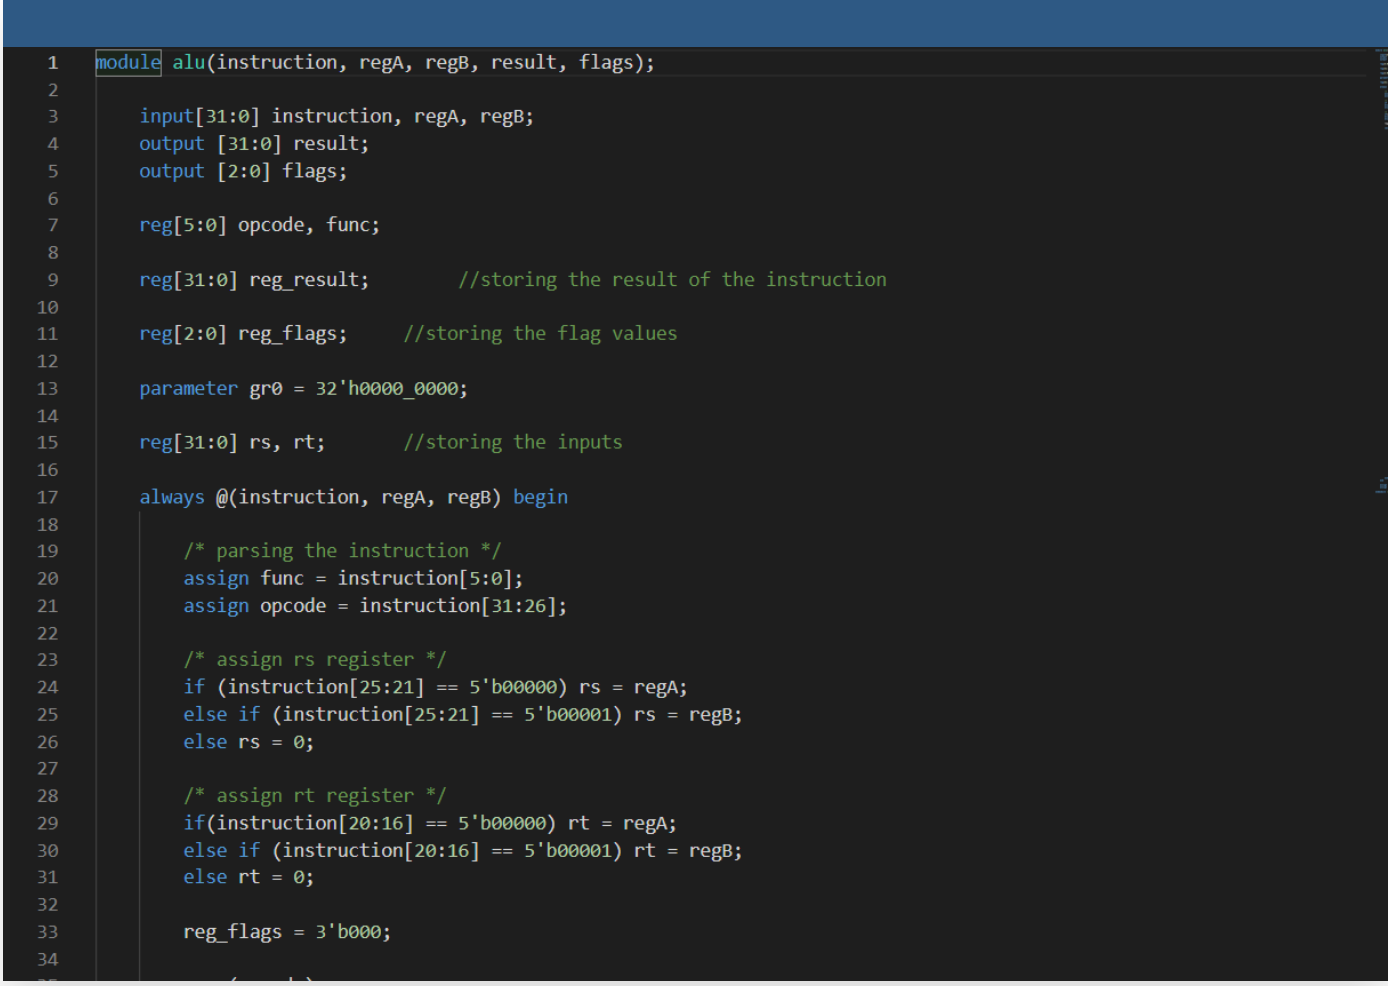 1 module alu(instruction, regA, regB, result, flags);
2
3 input[31:0] instruction, regA, regB;
4 output [31:0] result;
5 output [2:0] flags;
6
7 reg[5:0] opcode, func;
8
9 reg[31:0] reg_result; //storing the result of the instruction
10
11 reg[2:0] reg_flags; //storing the flag values
12
13 parameter gr0 = 32'h0000_0000;
14
15 reg[31:0] rs, rt; //storing the inputs
16
17 always @(instruction, regA, regB) begin
18
19 /* parsing the instruction */
20 assign func = instruction[5:0];
21 assign opcode = instruction[31:26];
22
23 /* assign rs register */
24 if (instruction[25:21] == 5'b00000) rs = regA;
25 else if (instruction[25:21] == 5'b00001) rs = regB;
26 else rs = 0;
27
28 /* assign rt register */
29 if(instruction[20:16] == 5'b00000) rt = regA;
30 else if (instruction[20:16] == 5'b00001) rt = regB;
31 else rt = 0;
32
33 reg_flags = 3'b000;
34